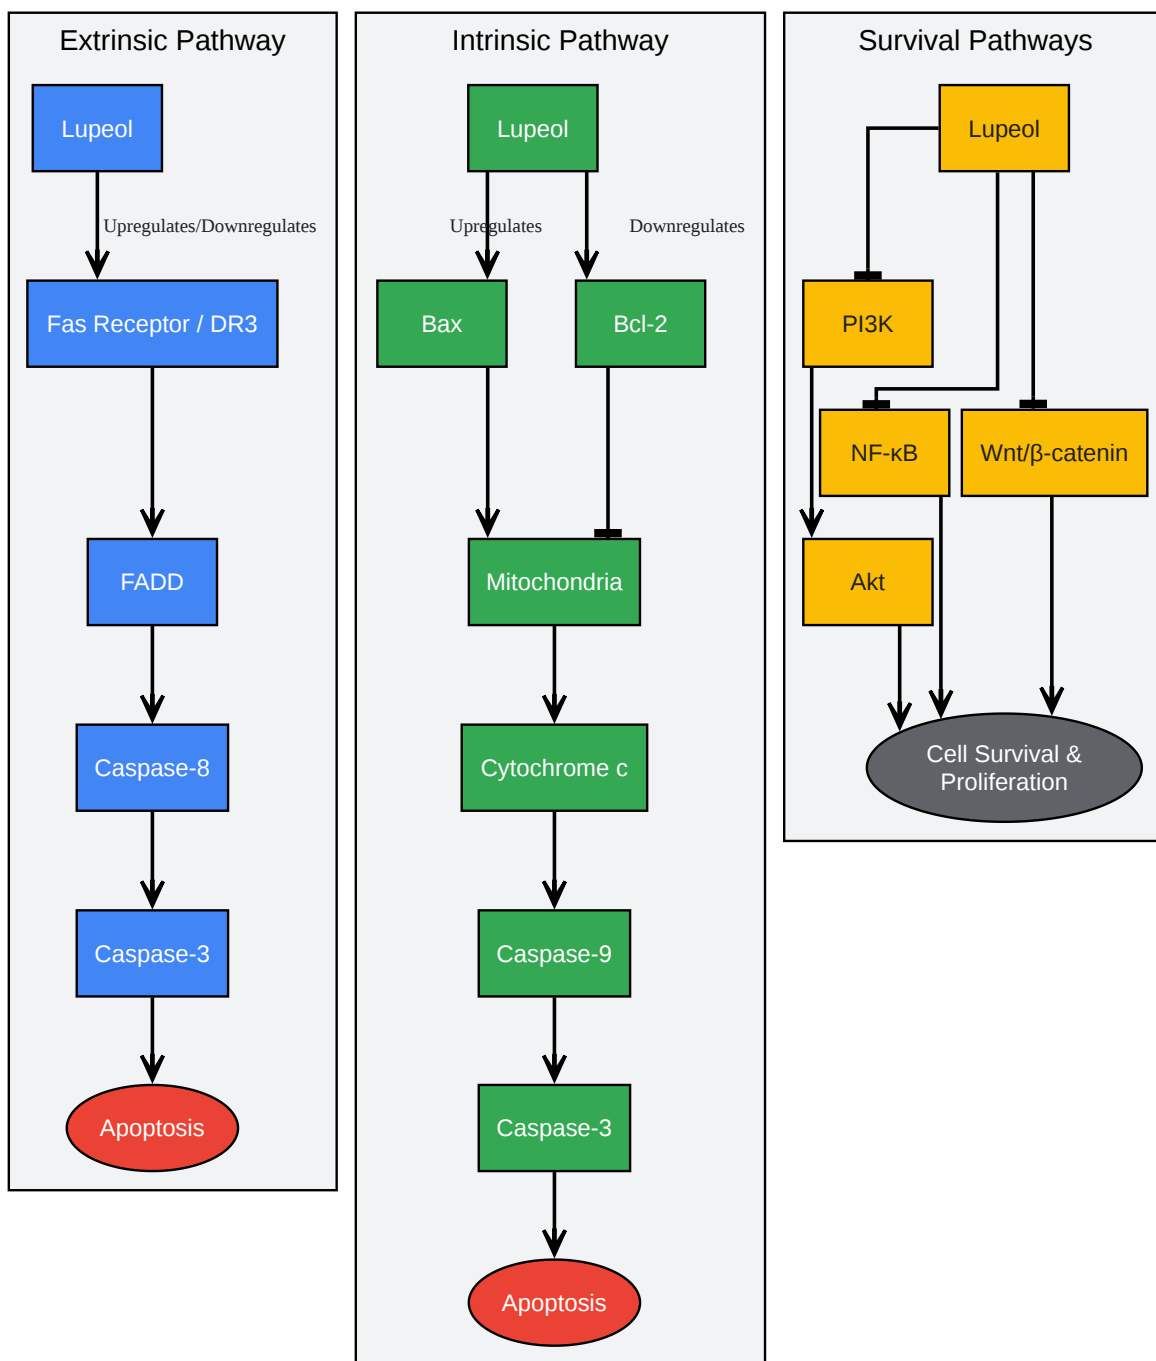 Extrinsic Pathway
Lupeol
Upregulates/Downregulates
Fas Receptor / DR3
FADD
Caspase-8
Caspase-3
Apoptosis
Intrinsic Pathway
Lupeol
Upregulates
Downregulates
Bax
Bcl-2
Mitochondria
Cytochrome c
Caspase-9
Caspase-3
Apoptosis
Survival Pathways
Lupeol
PI3K
NF-κB
Wnt/β-catenin
Akt
Cell Survival &
Proliferation